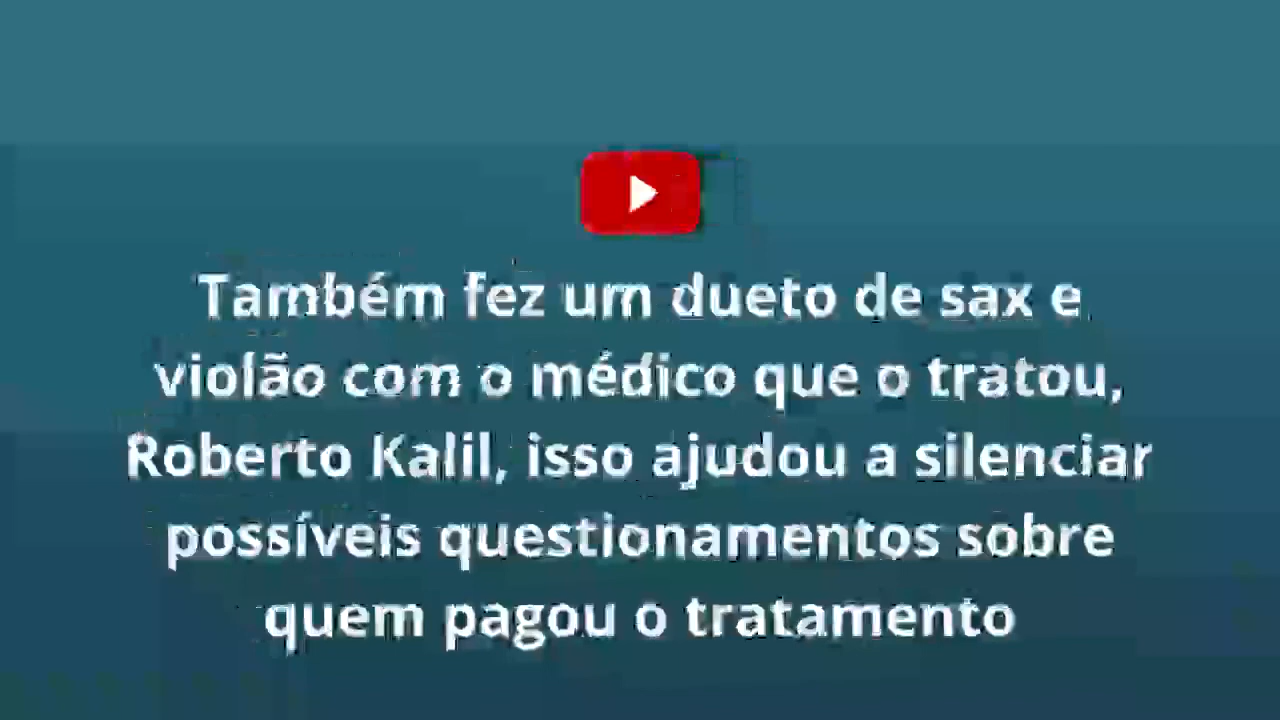 Também fez um dueto de sax e
violão com o médico que o tratou,
Roberto Kalil, isso ajudou a silenciar
possíveis questionamentos sobre
quem pagou o tratamento